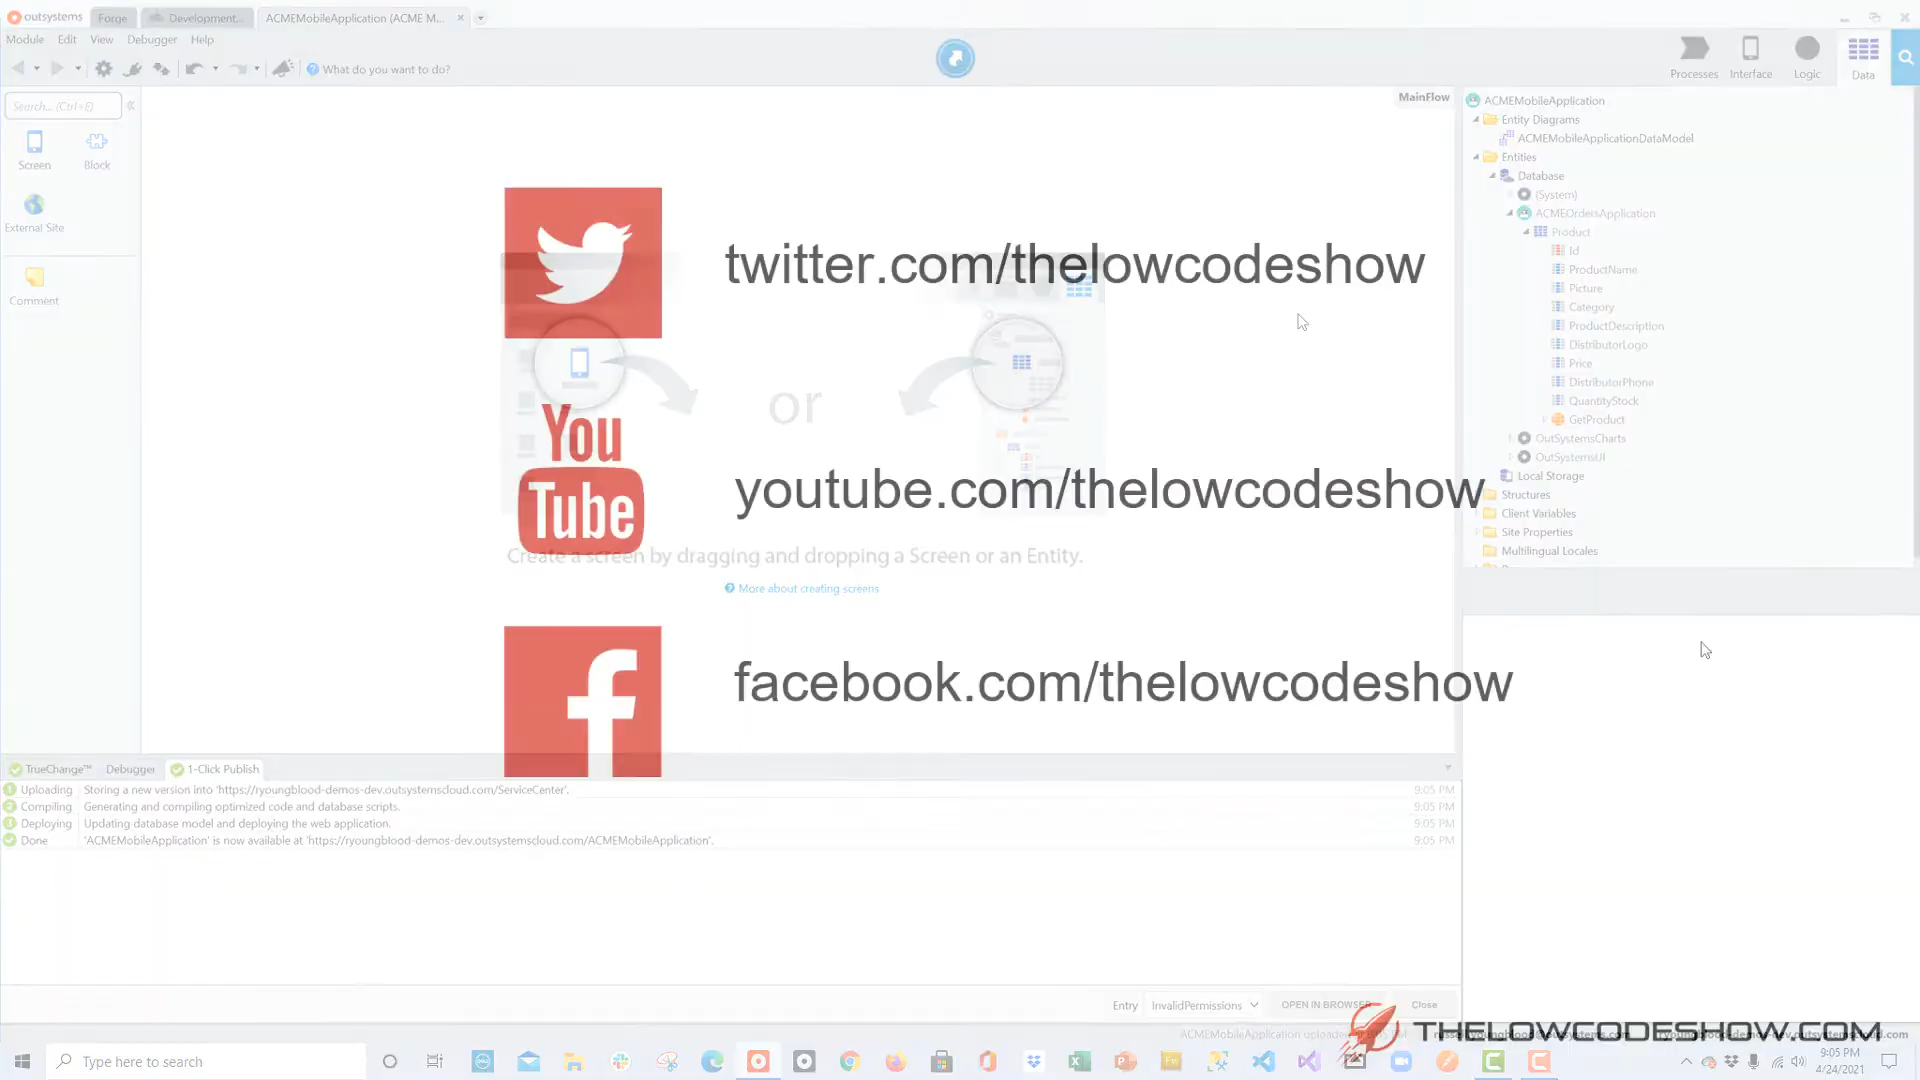 outsystems Forge Development... ACMEMobileApplication (ACME M...
Module Edit View Debugger Help
What do you want to do?
Processes Interface Logic Data
Search... (Ctrl+E)
Screen Block
External Site
Comment
MainFlow
twitter.com/thelowcodeshow
or
You
Tube
youtube.com/thelowcodeshow
Create a screen by dragging and dropping a Screen or an Entity.
More about creating screens
facebook.com/thelowcodeshow
ACMEMobileApplication
Entity Diagrams
ACMEMobileApplicationDataModel
Entities
Database
(System)
ACMEOrdersApplication
Product
Id
ProductName
Picture
Category
ProductDescription
DistributorLogo
Price
DistributorPhone
QuantityStock
GetProduct
OutSystemsCharts
OutSystemsUI
Local Storage
Structures
Client Variables
Site Properties
Multilingual Locales
TrueChange™ Debugger 1-Click Publish
1 Uploading Storing a new version into 'https://ryoungblood-demos-dev.outsystemscloud.com/ServiceCenter'. 9:05 PM
2 Compiling Generating and compiling optimized code and database scripts. 9:05 PM
3 Deploying Updating database model and deploying the web application. 9:05 PM
Done 'ACMEMobileApplication' is now available at 'https://ryoungblood-demos-dev.outsystemscloud.com/ACMEMobileApplication'. 9:05 PM
Entry InvalidPermissions OPEN IN BROWSER Close
ACMEMobileApplication uploaded
THELOWCODESHOW.COM
Type here to search
9:05 PM
4/24/2021